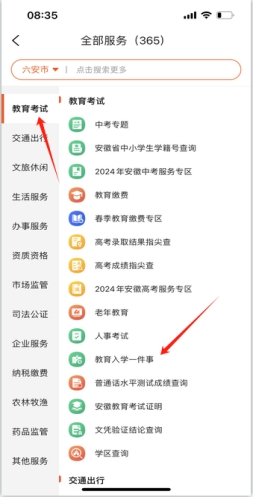 08:35
全部服务（365）
六安市 点击搜索更多
教育考试
交通出行
文旅休闲
生活服务
办事服务
资质资格
市场监管
司法公证
企业服务
纳税缴费
农林牧渔
药品监管
其他服务
教育考试
中考专题
安徽省中小学生学籍号查询
2024年安徽中考服务专区
教育缴费
春季教育缴费专区
高考录取结果指尖查
高考成绩指尖查
2024年安徽高考服务专区
老年教育
人事考试
教育入学一件事
普通话水平测试成绩查询
安徽教育考试证明
文凭验证结论查询
学区查询
交通出行